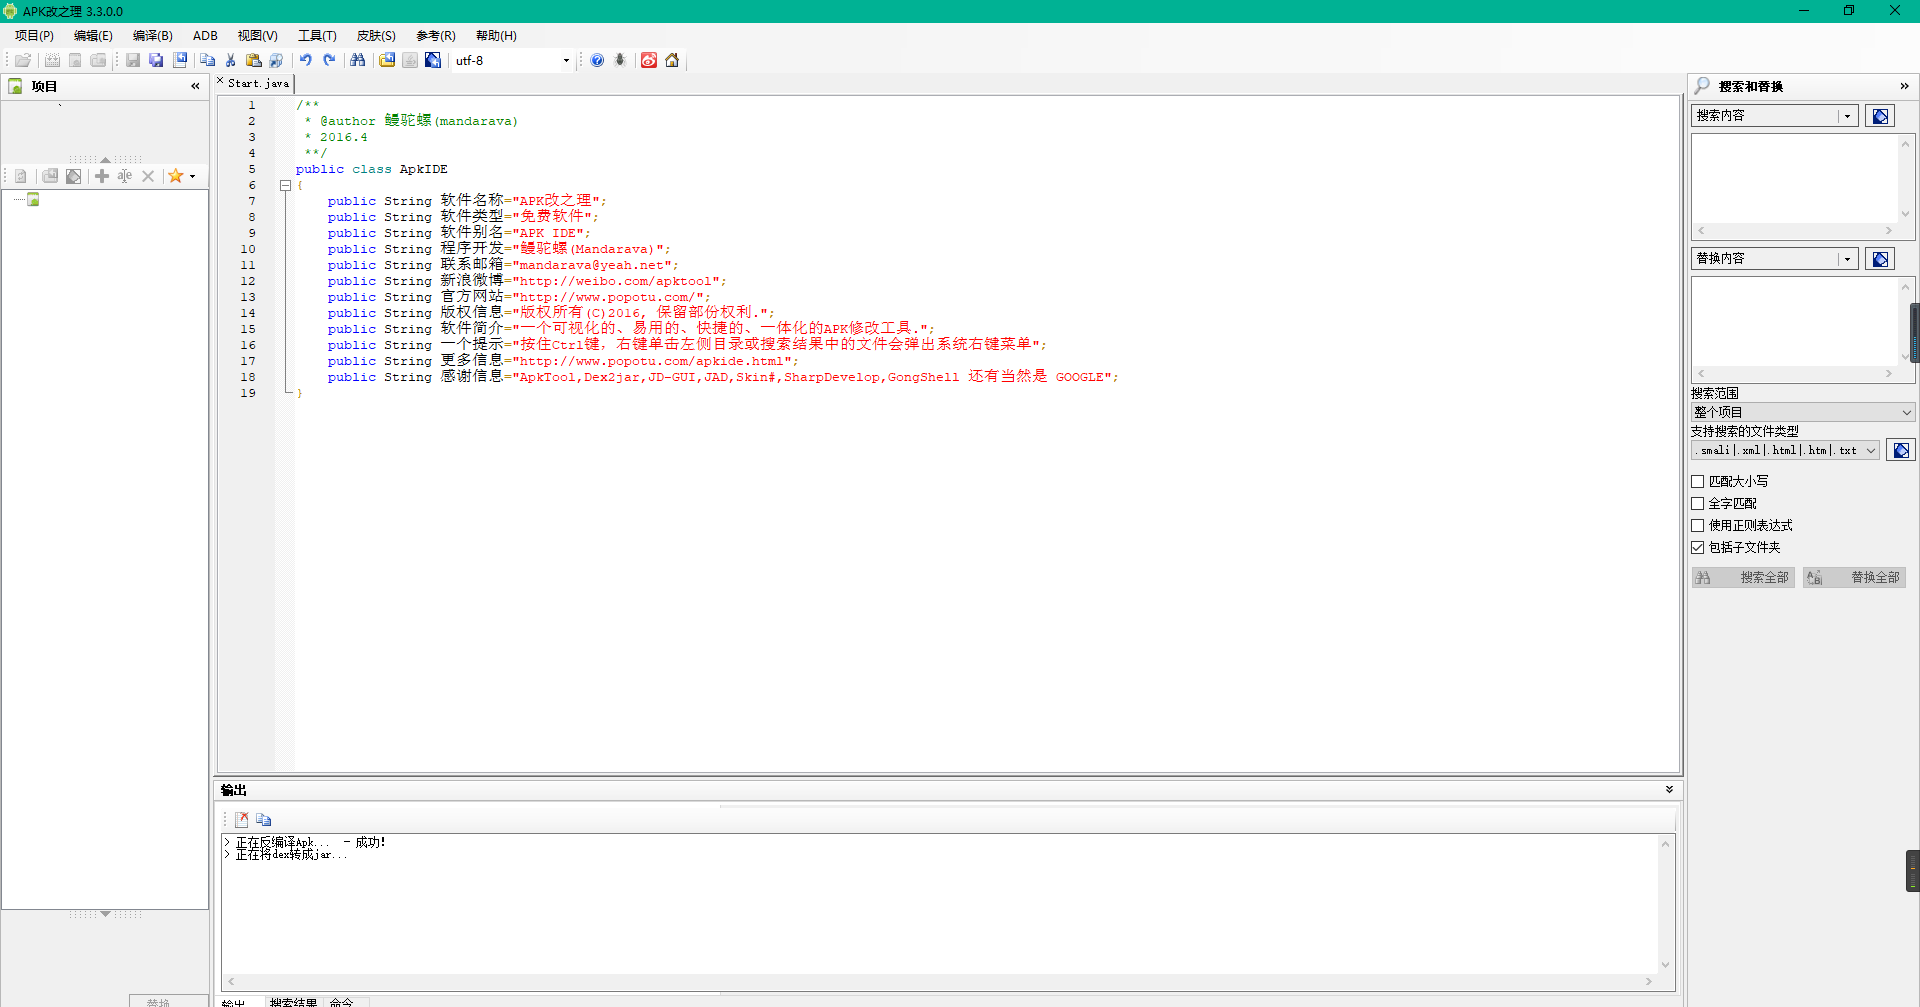 APK改之理 3.3.0.0
项目(P) 编辑(E) 编译(B) ADB 视图(V) 工具(T) 皮肤(S) 参考(R) 帮助(H)
utf-8
项目
Start.java
1 /**
2 * @author 鳗驼螺(mandarava)
3 * 2016.4
4 **/
5 public class ApkIDE
6 {
7 public String 软件名称="APK改之理";
8 public String 软件类型="免费软件";
9 public String 软件别名="APK IDE";
10 public String 程序开发="鳗驼螺(Mandarava)";
11 public String 联系邮箱="mandarava@yeah.net";
12 public String 新浪微博="http://weibo.com/apktool";
13 public String 官方网站="http://www.popotu.com/";
14 public String 版权信息="版权所有(C)2016, 保留部份权利.";
15 public String 软件简介="一个可视化的、易用的、快捷的、一体化的APK修改工具.";
16 public String 一个提示="按住Ctrl键, 右键单击左侧目录或搜索结果中的文件会弹出系统右键菜单";
17 public String 更多信息="http://www.popotu.com/apkide.html";
18 public String 感谢信息="ApkTool,Dex2jar,JD-GUI,JAD,Skin#,SharpDevelop,GongShell 还有当然是 GOOGLE";
19 }
搜索和替换
搜索内容
替换内容
搜索范围
整个项目
支持搜索的文件类型
.smali|.xml|.html|.htm|.txt
匹配大小写
全字匹配
使用正则表达式
包括子文件夹
搜索全部 替换全部
输出
> 正在反编译Apk... - 成功!
> 正在将dex转成jar...
替换
输出 搜索结果 命令